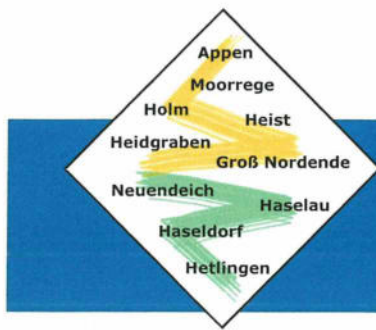 Appen
Moorrege
Holm
Heist
Heidgraben
Groß Nordende
Neuendeich
Haselau
Haseldorf
Hetlingen